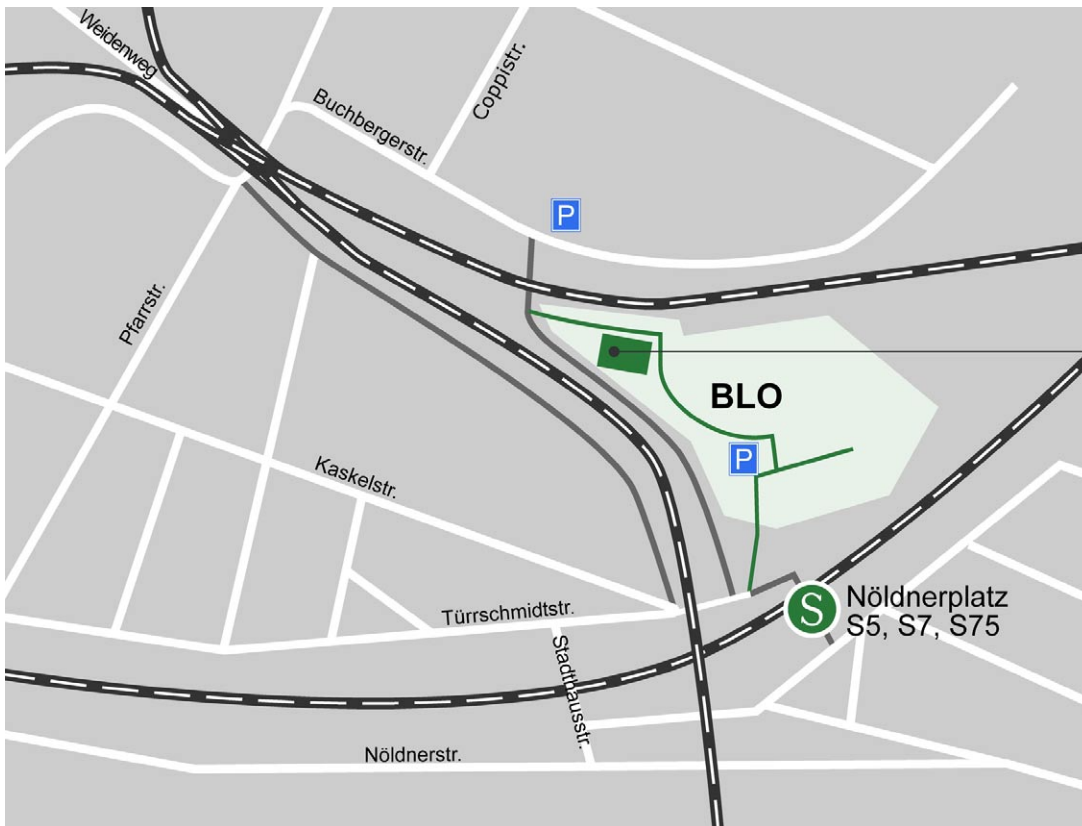 Weidenweg
Buchbergerstr.
Coppistr.
P
Pfarrstr.
BLO
P
Kaskelstr.
S
Nöldnerplatz
S5, S7, S75
Türrschmidtstr.
Stadthausstr.
Nöldnerstr.